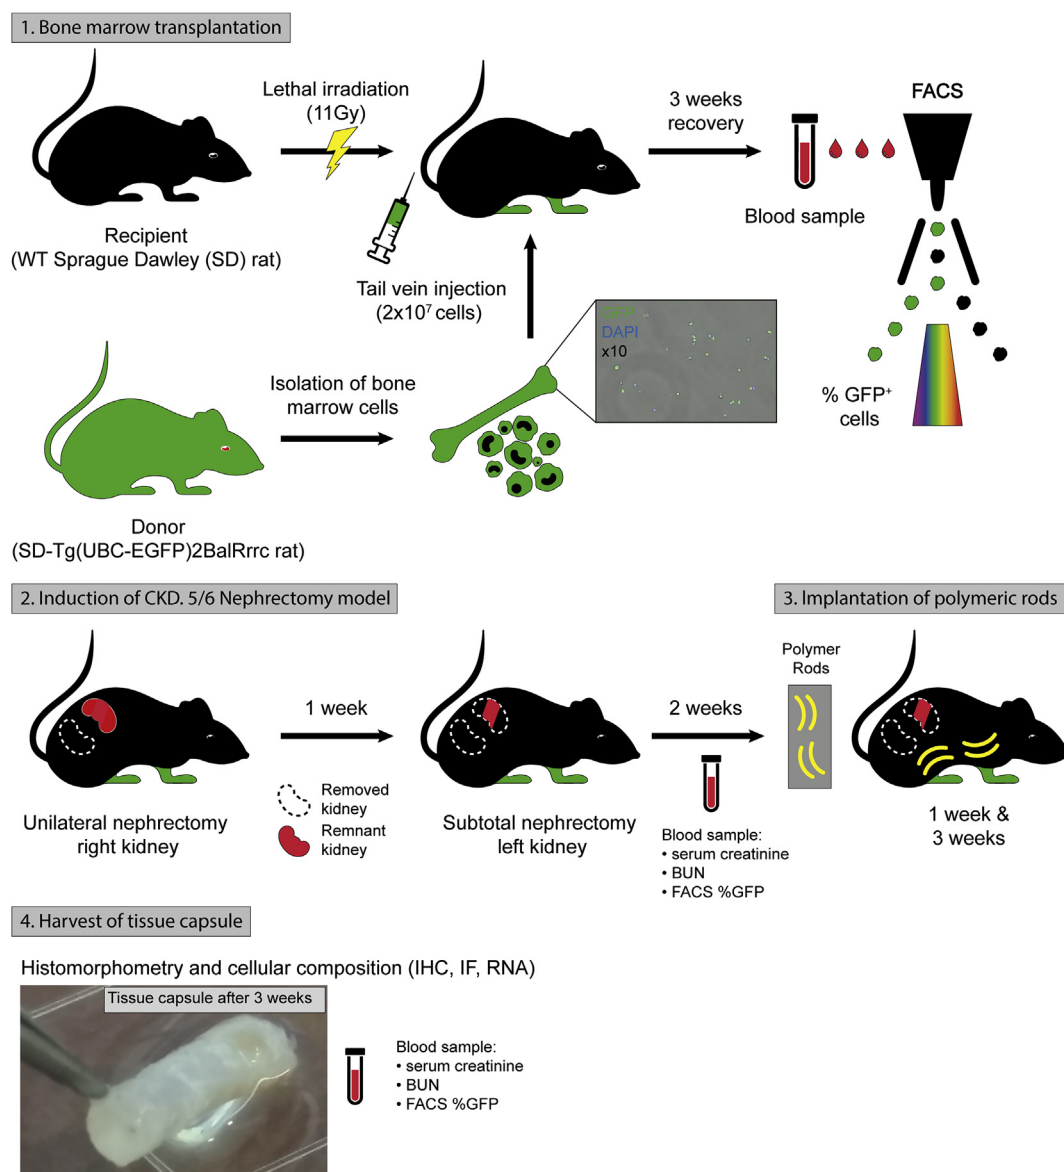 1. Bone marrow transplantation
Lethal irradiation
(11Gy)
3 weeks
recovery
FACS
Blood sample
Recipient
(WT Sprague Dawley (SD) rat)
Tail vein injection
(2x10⁷ cells)
GFP
DAPI
x10
Isolation of bone
marrow cells
% GFP⁺
cells
Donor
(SD-Tg(UBC-EGFP)2BalRrrc rat)
2. Induction of CKD. 5/6 Nephrectomy model
3. Implantation of polymeric rods
Polymer
Rods
1 week
2 weeks
Removed
kidney
Remnant
kidney
Unilateral nephrectomy
right kidney
Subtotal nephrectomy
left kidney
Blood sample:
• serum creatinine
• BUN
• FACS %GFP
1 week &
3 weeks
4. Harvest of tissue capsule
Histomorphometry and cellular composition (IHC, IF, RNA)
Tissue capsule after 3 weeks
Blood sample:
• serum creatinine
• BUN
• FACS %GFP